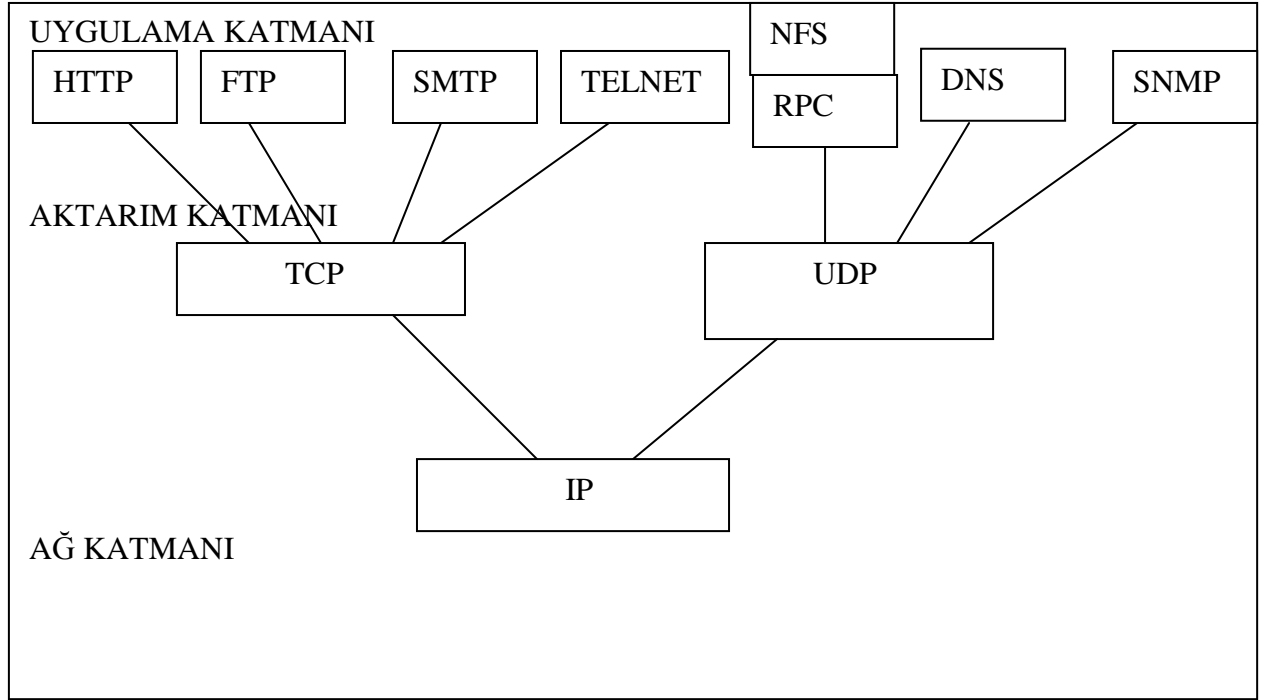 UYGULAMA KATMANI
NFS
HTTP
FTP
SMTP
TELNET
RPC
DNS
SNMP
AKTARIM KATMANI
TCP
UDP
IP
AĞ KATMANI